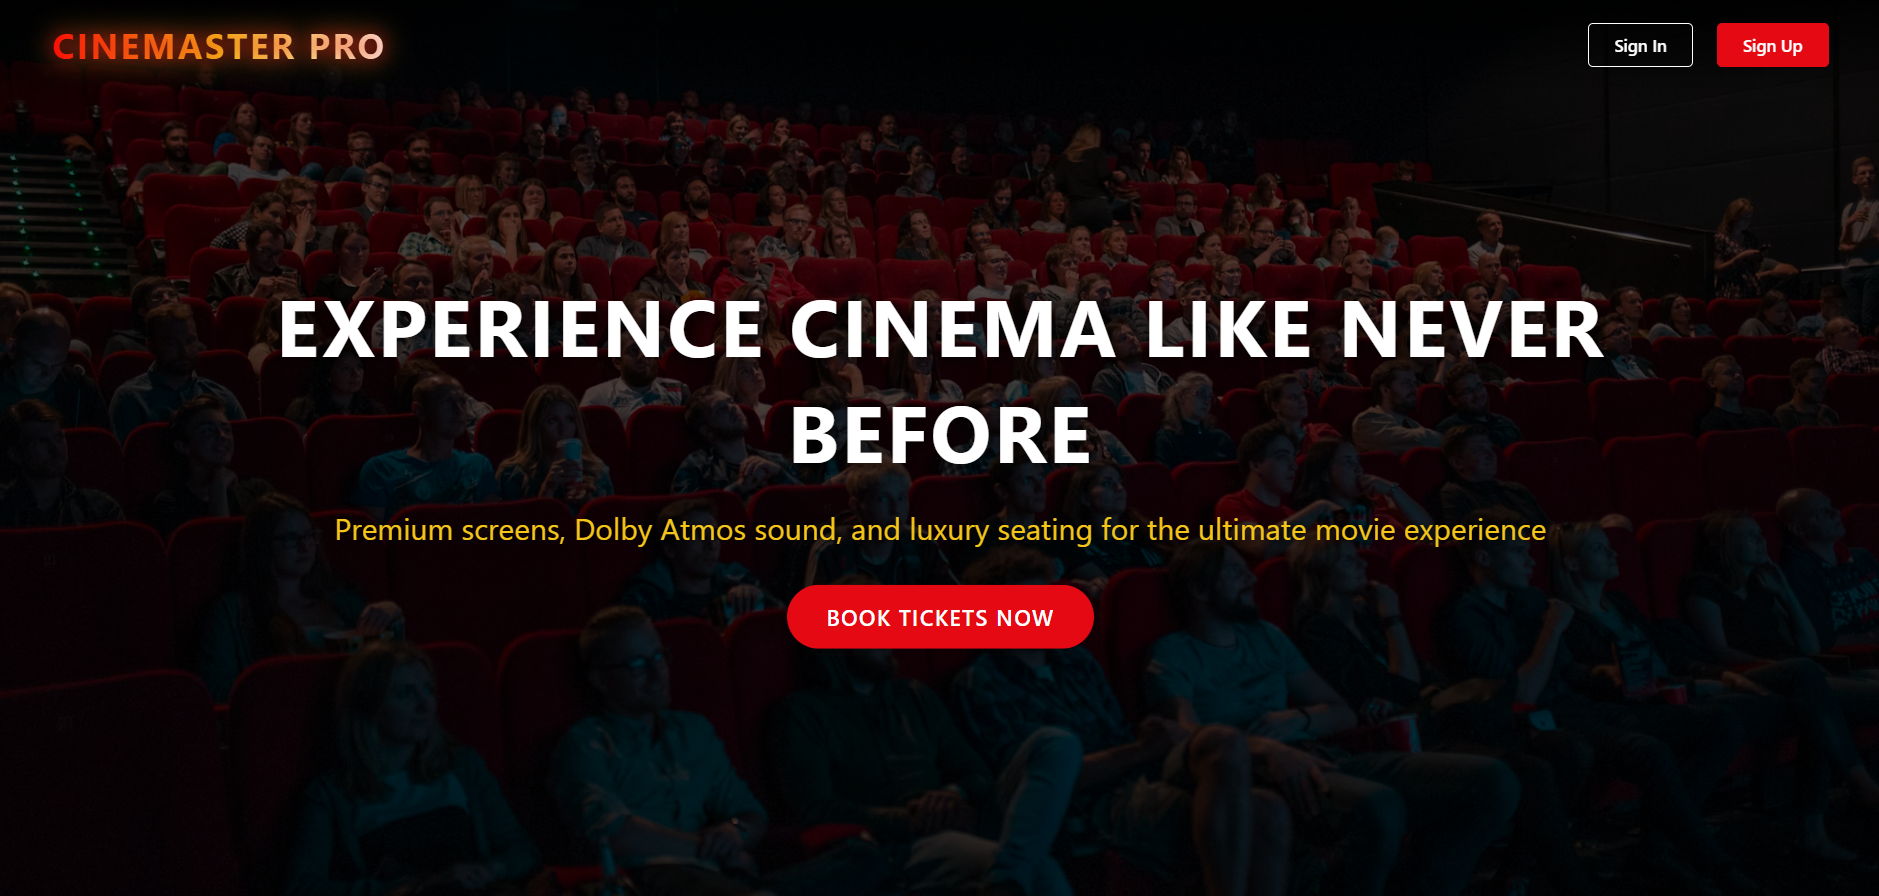 CINEMASTER PRO
Sign In
Sign Up
EXPERIENCE CINEMA LIKE NEVER
BEFORE
Premium screens, Dolby Atmos sound, and luxury seating for the ultimate movie experience
BOOK TICKETS NOW